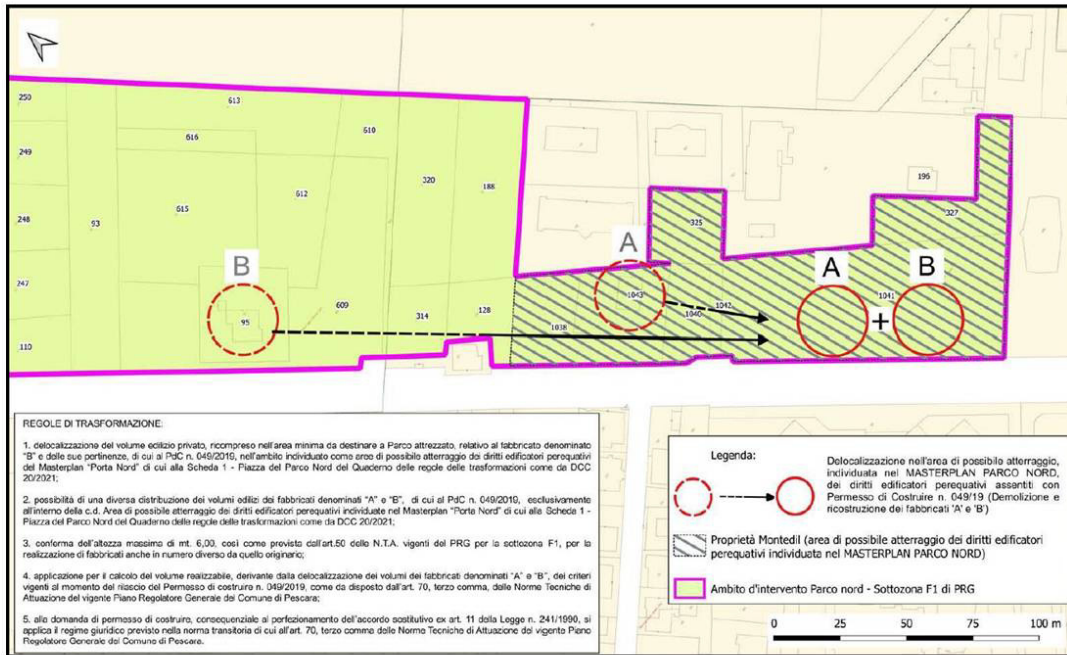 250
613
249
616
610
320
188
612
615
93
248
247
B
95
609
314
128
110
A
1043
1038
325
1040
1042
196
327
A
B
+
1041
REGOLE DI TRASFORMAZIONE:
1. delocalizzazione del volume edilizio privato, ricompreso nell'area minima da destinare a Parco attrezzato, relativo al fabbricato denominato
"B" e delle sue pertinenze, di cui al PdC n. 049/2019, nell'ambito individuato come area di possibile atterraggio dei diritti edificatori perequativi
del Masterplan "Porta Nord" di cui alla Scheda 1 - Piazza del Parco Nord del Quaderno delle regole delle trasformazioni come da DCC
20/2021;
2. possibilità di una diversa distribuzione dei volumi edilizi dei fabbricati denominati "A" e "B", di cui al PdC n. 049/2019, esclusivamente
all'interno della c.d. Area di possibile atterraggio dei diritti edificatori perequativi individuate nel Masterplan "Porta Nord" di cui alla Scheda 1 -
Piazza del Parco Nord del Quaderno delle regole delle trasformazioni come da DCC 20/2021;
3. conferma dell'altezza massima di mt. 6,00, così come prevista dall'art.50 delle N.T.A. vigenti del PRG per la sottozona F1, per la
realizzazione di fabbricati anche in numero diverso da quello originario;
4. applicazione per il calcolo del volume realizzabile, derivante dalla delocalizzazione dei volumi dei fabbricati denominati "A" e "B", dei criteri
vigenti al momento del rilascio del Permesso di costruire n. 049/2019, come da disposto dall'art. 70, terzo comma, delle Norme Tecniche di
Attuazione del vigente Piano Regolatore Generale del Comune di Pescara;
5. alla domanda di permesso di costruire, consequenziale al perfezionamento dell'accordo sostitutivo ex art. 11 della Legge n. 241/1990, si
applica il regime giuridico previsto nella norma transitoria di cui all'art. 70, terzo comma delle Norme Tecniche di Attuazione del vigente Piano
Regolatore Generale del Comune di Pescara.
Legenda:
Delocalizzazione nell'area di possibile atterraggio,
individuata nel MASTERPLAN PARCO NORD,
dei diritti edificatori perequativi assentiti con
Permesso di Costruire n. 049/19 (Demolizione e
ricostruzione dei fabbricati 'A' e 'B')
Proprietà Montedil (area di possibile atterraggio dei diritti edificatori
perequativi individuata nel MASTERPLAN PARCO NORD)
Ambito d'intervento Parco nord - Sottozona F1 di PRG
0 25 50 75 100 m